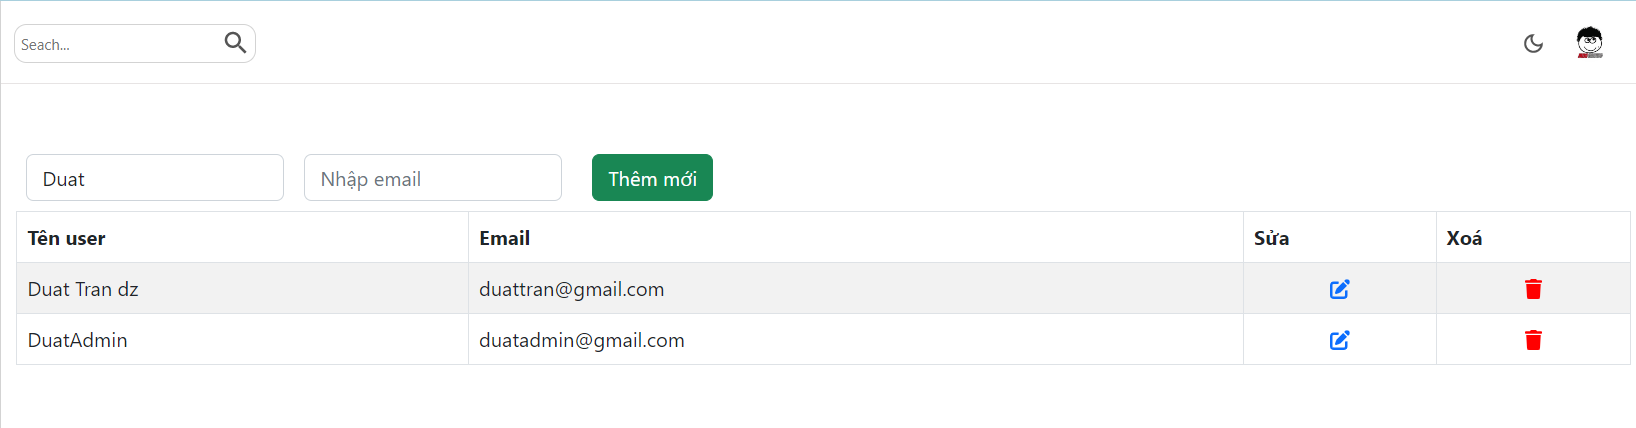 Seach...
Duat Nhập email Thêm mới
Tên user Email Sửa Xoá
Duat Tran dz duattran@gmail.com
DuatAdmin duatadmin@gmail.com